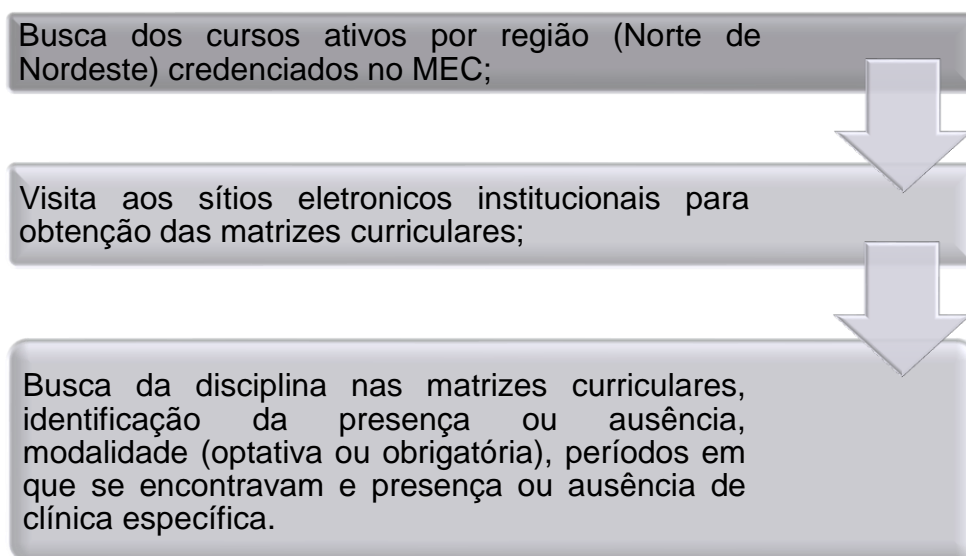 Busca dos cursos ativos por região (Norte de
Nordeste) credenciados no MEC;
Visita aos sítios eletronicos institucionais para
obtenção das matrizes curriculares;
Busca da disciplina nas matrizes curriculares,
identificação da presença ou ausência,
modalidade (optativa ou obrigatória), períodos em
que se encontravam e presença ou ausência de
clínica específica.